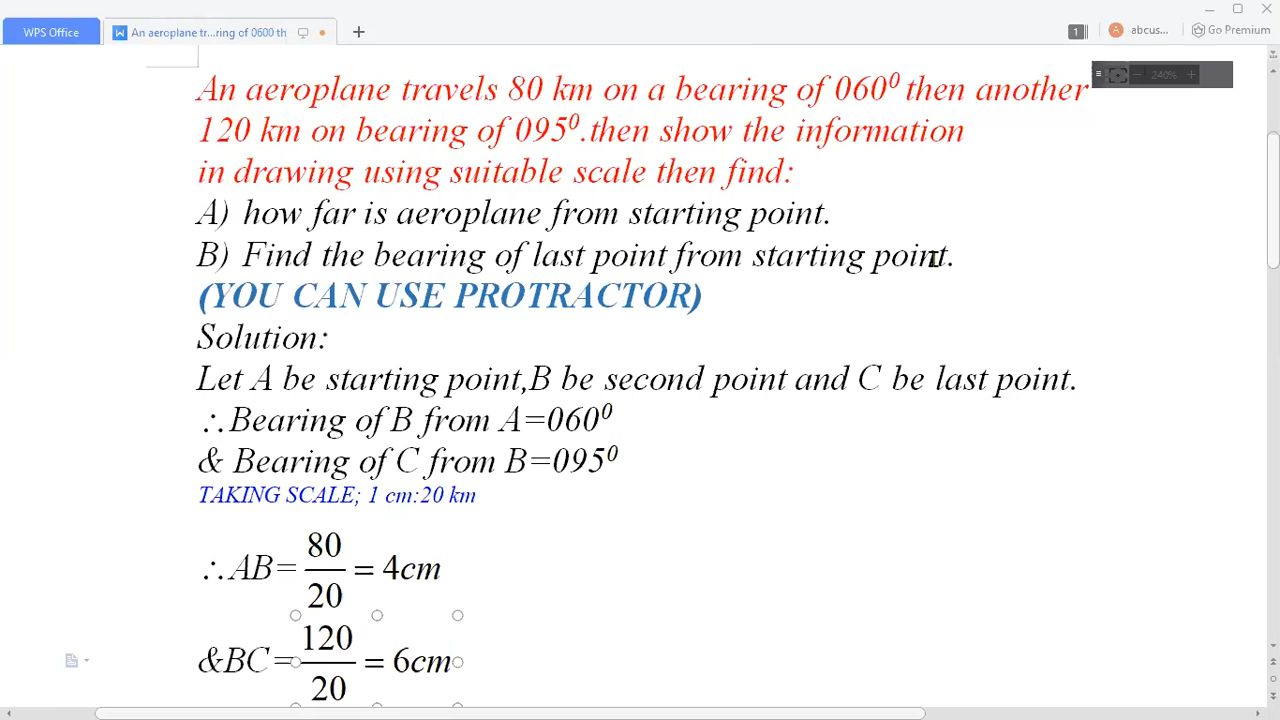 WPS Office
An aeroplane tr...ring of 0600 th
1
A
abcus...
Go Premium
240%
An aeroplane travels 80 km on a bearing of 060⁰ then another
120 km on bearing of 095⁰.then show the information
in drawing using suitable scale then find:
A) how far is aeroplane from starting point.
B) Find the bearing of last point from starting point.
(YOU CAN USE PROTRACTOR)
Solution:
Let A be starting point,B be second point and C be last point.
∴Bearing of B from A=060⁰
& Bearing of C from B=095⁰
TAKING SCALE; 1 cm:20 km
∴AB= 80/20 = 4cm
&BC= 120/20 = 6cm